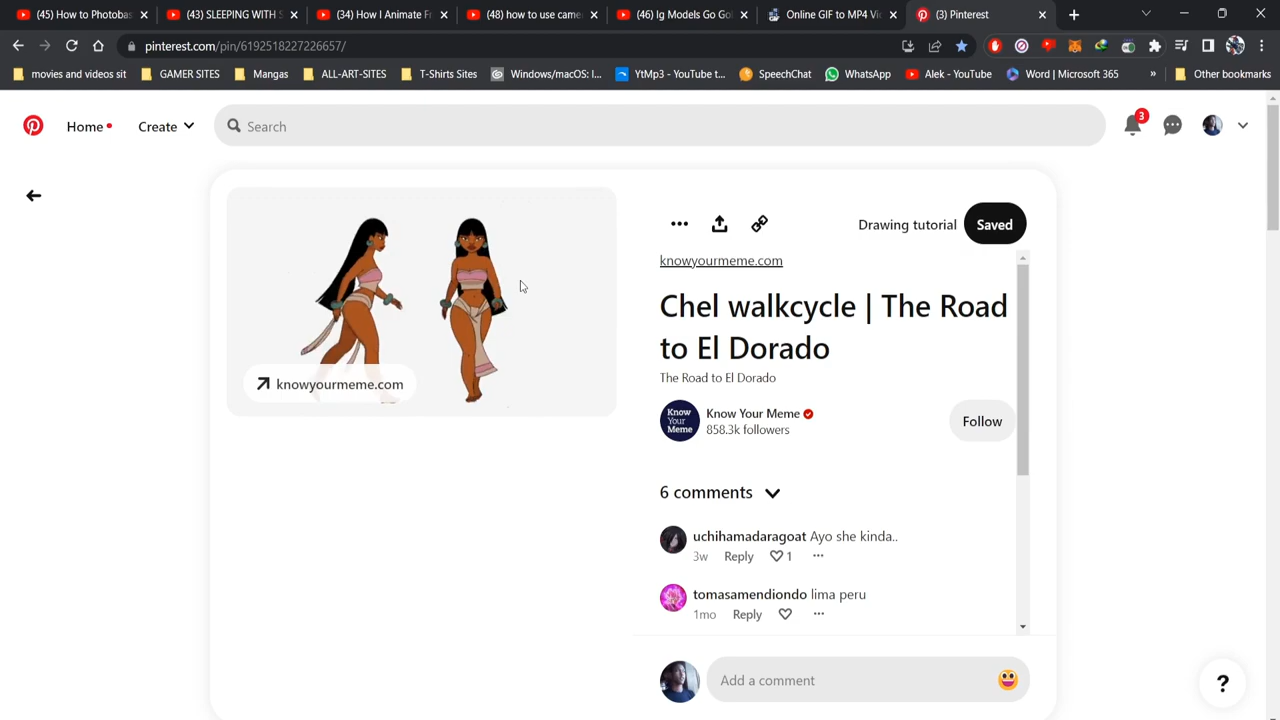 (45) How to Photobas
(43) SLEEPING WITH S
(34) How I Animate Fr
(48) how to use came
(46) Ig Models Go Gol
Online GIF to MP4 Vi
(3) Pinterest
pinterest.com/pin/6192518227226657/
movies and videos sit
GAMER SITES
Mangas
ALL-ART-SITES
T-Shirts Sites
Windows/macOS: I...
YtMp3 - YouTube t...
SpeechChat
WhatsApp
Alek - YouTube
Word | Microsoft 365
»
Other bookmarks
Home
Create
Search
3
Drawing tutorial
Saved
knowyourmeme.com
Chel walkcycle | The Road
to El Dorado
The Road to El Dorado
knowyourmeme.com
Know
Your
Meme
Know Your Meme
858.3k followers
Follow
6 comments
uchihamadaragoat Ayo she kinda..
3w Reply 1 ...
tomasamendiondo lima peru
1mo Reply ...
Add a comment
?